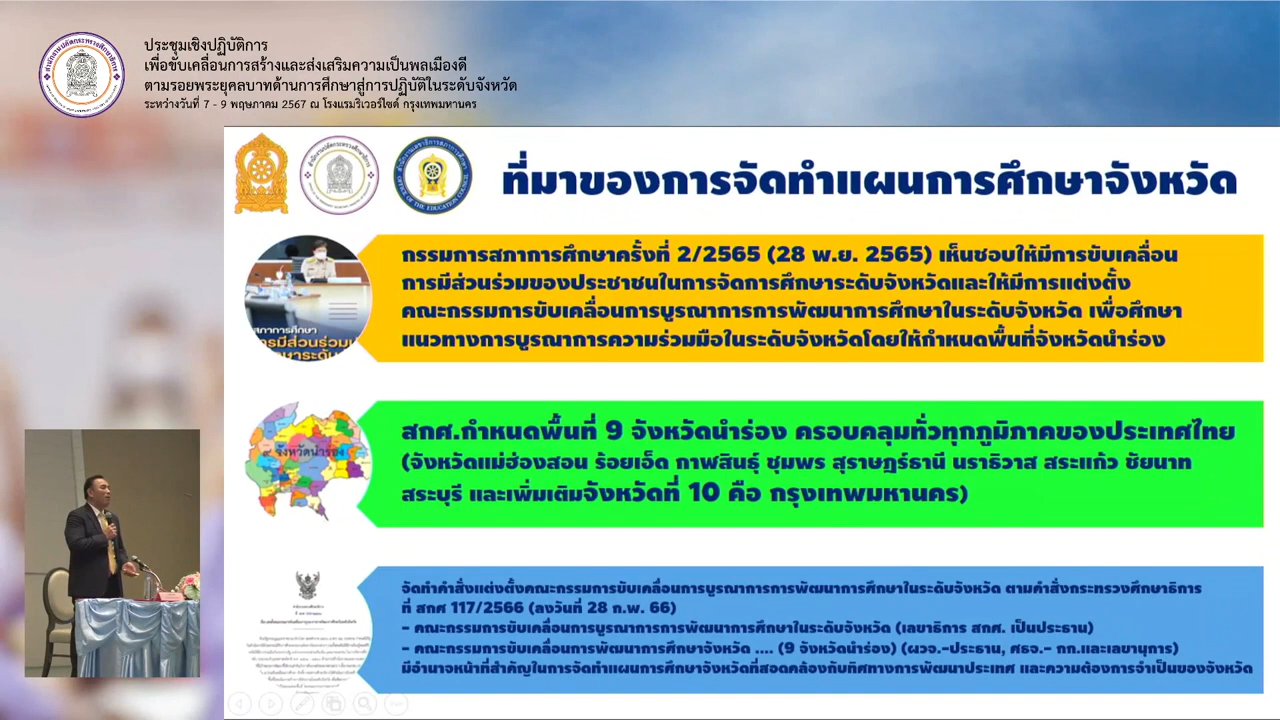 ประชุมเชิงปฏิบัติการ
เพื่อขับเคลื่อนการสร้างและส่งเสริมความเป็นพลเมืองดี
ตามรอยพระยุคลบาทด้านการศึกษาสู่การปฏิบัติในระดับจังหวัด
ระหว่างวันที่ 7 - 9 พฤษภาคม 2567 ณ โรงแรมริเวอร์ไซด์ กรุงเทพมหานคร
ที่มาของการจัดทำแผนการศึกษาจังหวัด
กรรมการสภาการศึกษาครั้งที่ 2/2565 (28 พ.ย. 2565) เห็นชอบให้มีการขับเคลื่อน
การมีส่วนร่วมของประชาชนในการจัดการศึกษาระดับจังหวัดและให้มีการแต่งตั้ง
คณะกรรมการขับเคลื่อนการบูรณาการการพัฒนาการศึกษาในระดับจังหวัด เพื่อศึกษา
แนวทางการบูรณาการความร่วมมือในระดับจังหวัดโดยให้กำหนดพื้นที่จังหวัดนำร่อง
สภาการศึกษา
๙ จังหวัดนำร่อง
สกศ.กำหนดพื้นที่ 9 จังหวัดนำร่อง ครอบคลุมทั่วทุกภูมิภาคของประเทศไทย
(จังหวัดแม่ฮ่องสอน ร้อยเอ็ด กาฬสินธุ์ ชุมพร สุราษฎร์ธานี นราธิวาส สระแก้ว ชัยนาท
สระบุรี และเพิ่มเติมจังหวัดที่ 10 คือ กรุงเทพมหานคร)
จัดทำคำสั่งแต่งตั้งคณะกรรมการขับเคลื่อนการบูรณาการการพัฒนาการศึกษาในระดับจังหวัด ตามคำสั่งกระทรวงศึกษาธิการ
ที่ สกศ 117/2566 (ลงวันที่ 28 ก.พ. 66)
- คณะกรรมการขับเคลื่อนการบูรณาการการพัฒนาการศึกษาในระดับจังหวัด (เลขาธิการ สกศ. เป็นประธาน)
- คณะกรรมการขับเคลื่อนการพัฒนาการศึกษาจังหวัด .... (9 จังหวัดนำร่อง) (ผวจ.-ประธาน, ศธจ.- กก.และเลขานุการ)
มีอำนาจหน้าที่สำคัญในการจัดทำแผนการศึกษาจังหวัดที่สอดคล้องกับทิศทางการพัฒนาประเทศ และความต้องการจำเป็นของจังหวัด